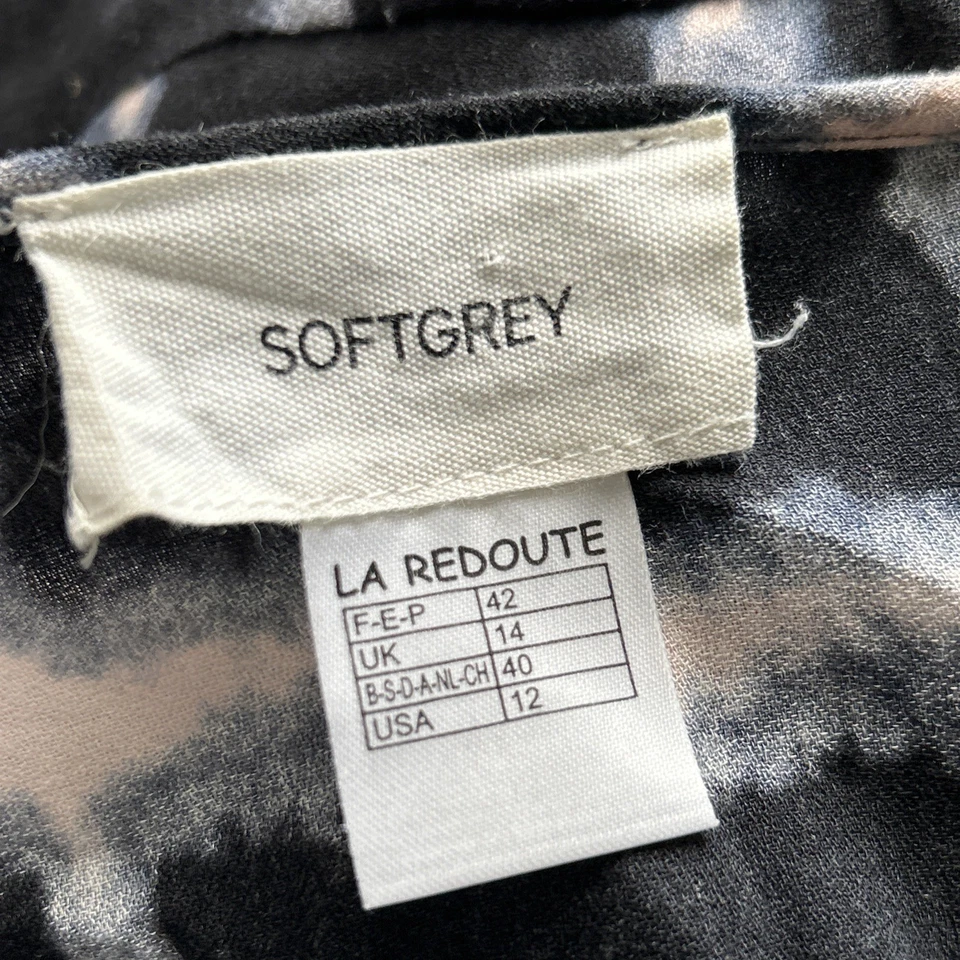 SOFTGREY
LA REDOUTE
F-E-P 42
UK 14
B-S-D-A-NL-CH 40
USA 12